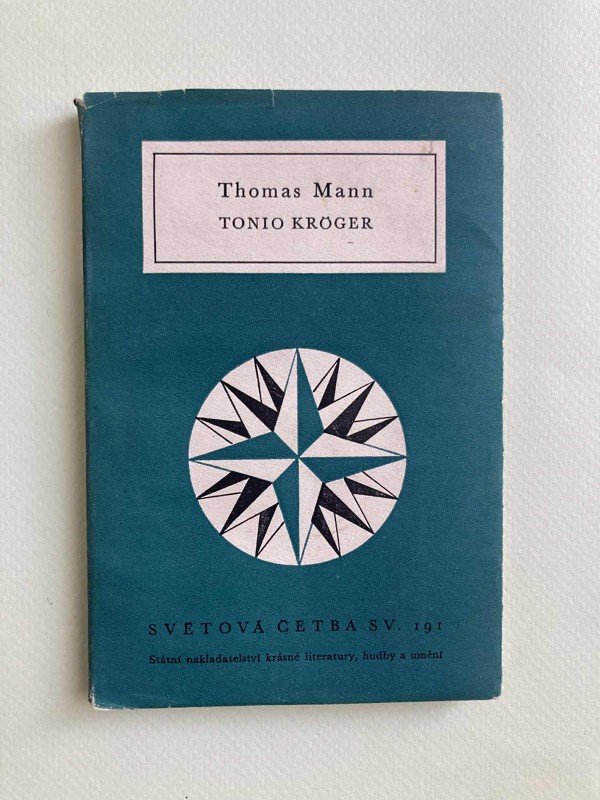 Thomas Mann
TONIO KRÖGER
SVĚTOVÁ ČETBA SV. 191
Státní nakladatelství krásné literatury, hudby a umění